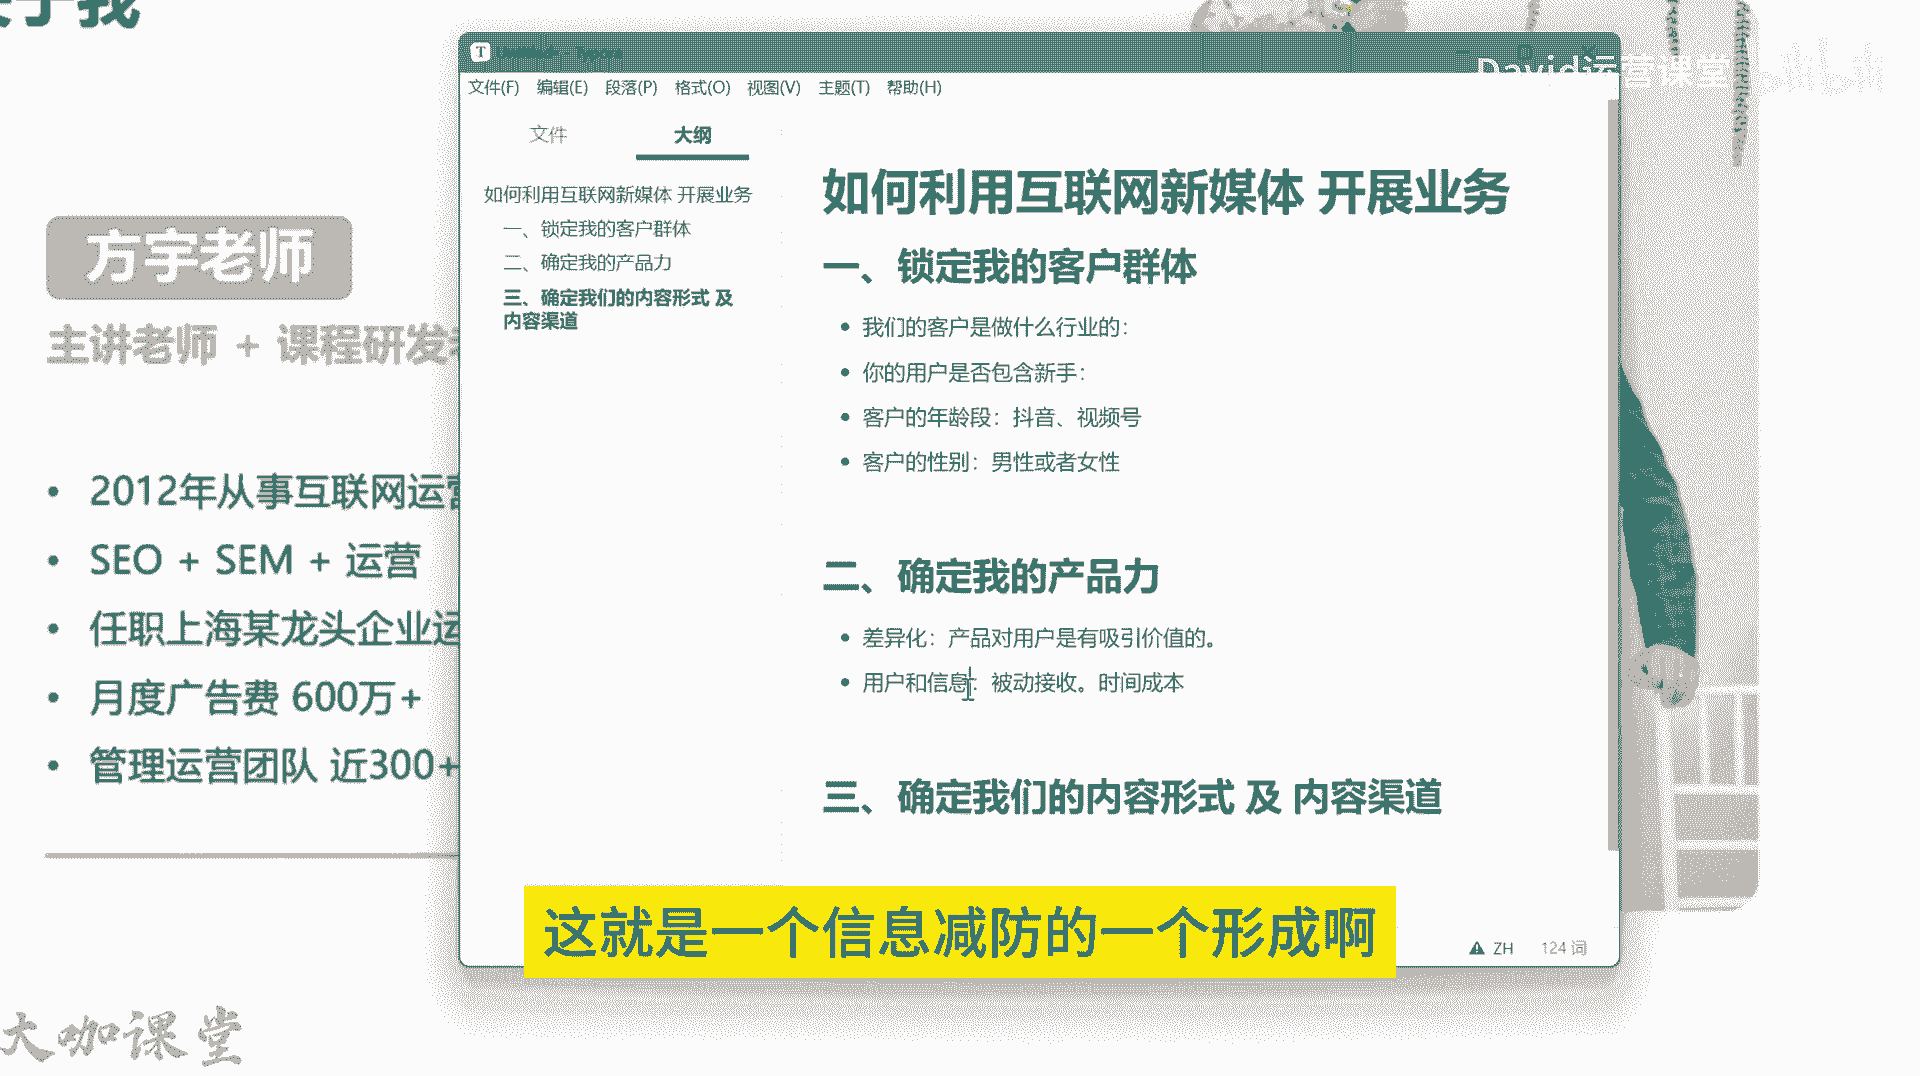 于我
方宇老师
主讲老师 + 课程研发
2012年从事互联网运营
SEO + SEM + 运营
任职上海某龙头企业运
月度广告费 600万+
管理运营团队 近300+
大咖课堂
David运营课堂
bilibili
文件(F) 编辑(E) 段落(P) 格式(O) 视图(V) 主题(T) 帮助(H)
文件 大纲
如何利用互联网新媒体 开展业务
一、锁定我的客户群体
二、确定我的产品力
三、确定我们的内容形式 及
内容渠道
如何利用互联网新媒体 开展业务
一、锁定我的客户群体
我们的客户是做什么行业的：
你的用户是否包含新手：
客户的年龄段：抖音、视频号
客户的性别：男性或者女性
二、确定我的产品力
差异化：产品对用户是有吸引价值的。
用户和信息：被动接收。时间成本
三、确定我们的内容形式 及 内容渠道
ZH 124 词
这就是一个信息减防的一个形成啊